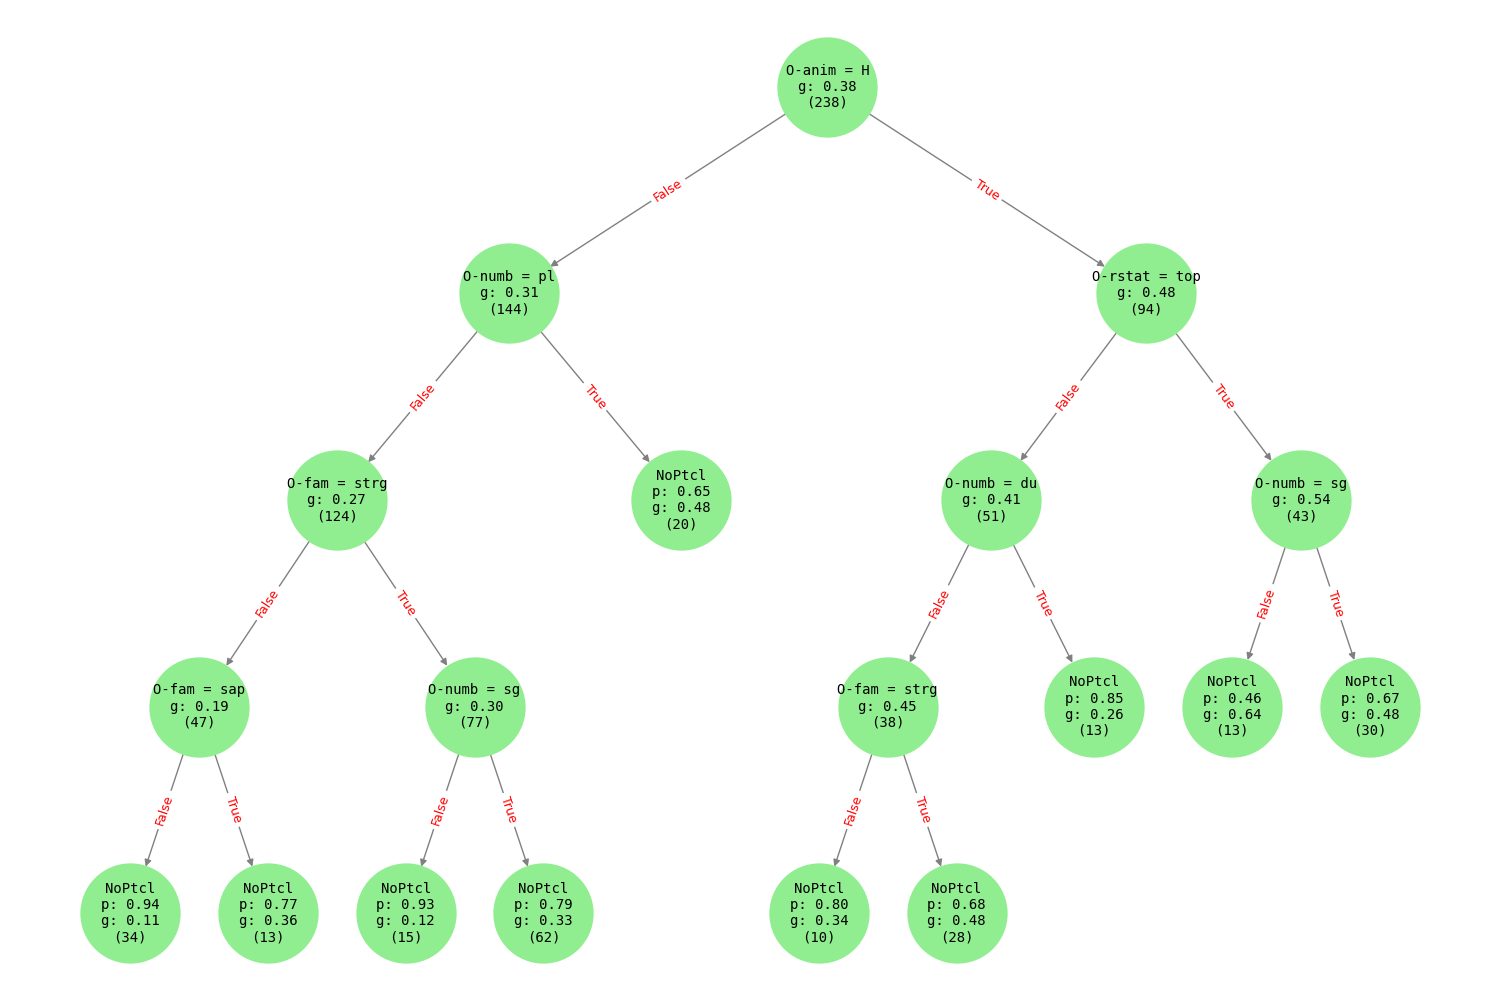 O-anim = H
g: 0.38
(238)
False
True
O-numb = pl
g: 0.31
(144)
O-rstat = top
g: 0.48
(94)
False
True
False
True
O-fam = strg
g: 0.27
(124)
NoPtcl
p: 0.65
g: 0.48
(20)
O-numb = du
g: 0.41
(51)
O-numb = sg
g: 0.54
(43)
False
True
False
True
False
True
O-fam = sap
g: 0.19
(47)
O-numb = sg
g: 0.30
(77)
O-fam = strg
g: 0.45
(38)
NoPtcl
p: 0.85
g: 0.26
(13)
NoPtcl
p: 0.46
g: 0.64
(13)
NoPtcl
p: 0.67
g: 0.48
(30)
False
True
False
True
False
True
NoPtcl
p: 0.94
g: 0.11
(34)
NoPtcl
p: 0.77
g: 0.36
(13)
NoPtcl
p: 0.93
g: 0.12
(15)
NoPtcl
p: 0.79
g: 0.33
(62)
NoPtcl
p: 0.80
g: 0.34
(10)
NoPtcl
p: 0.68
g: 0.48
(28)